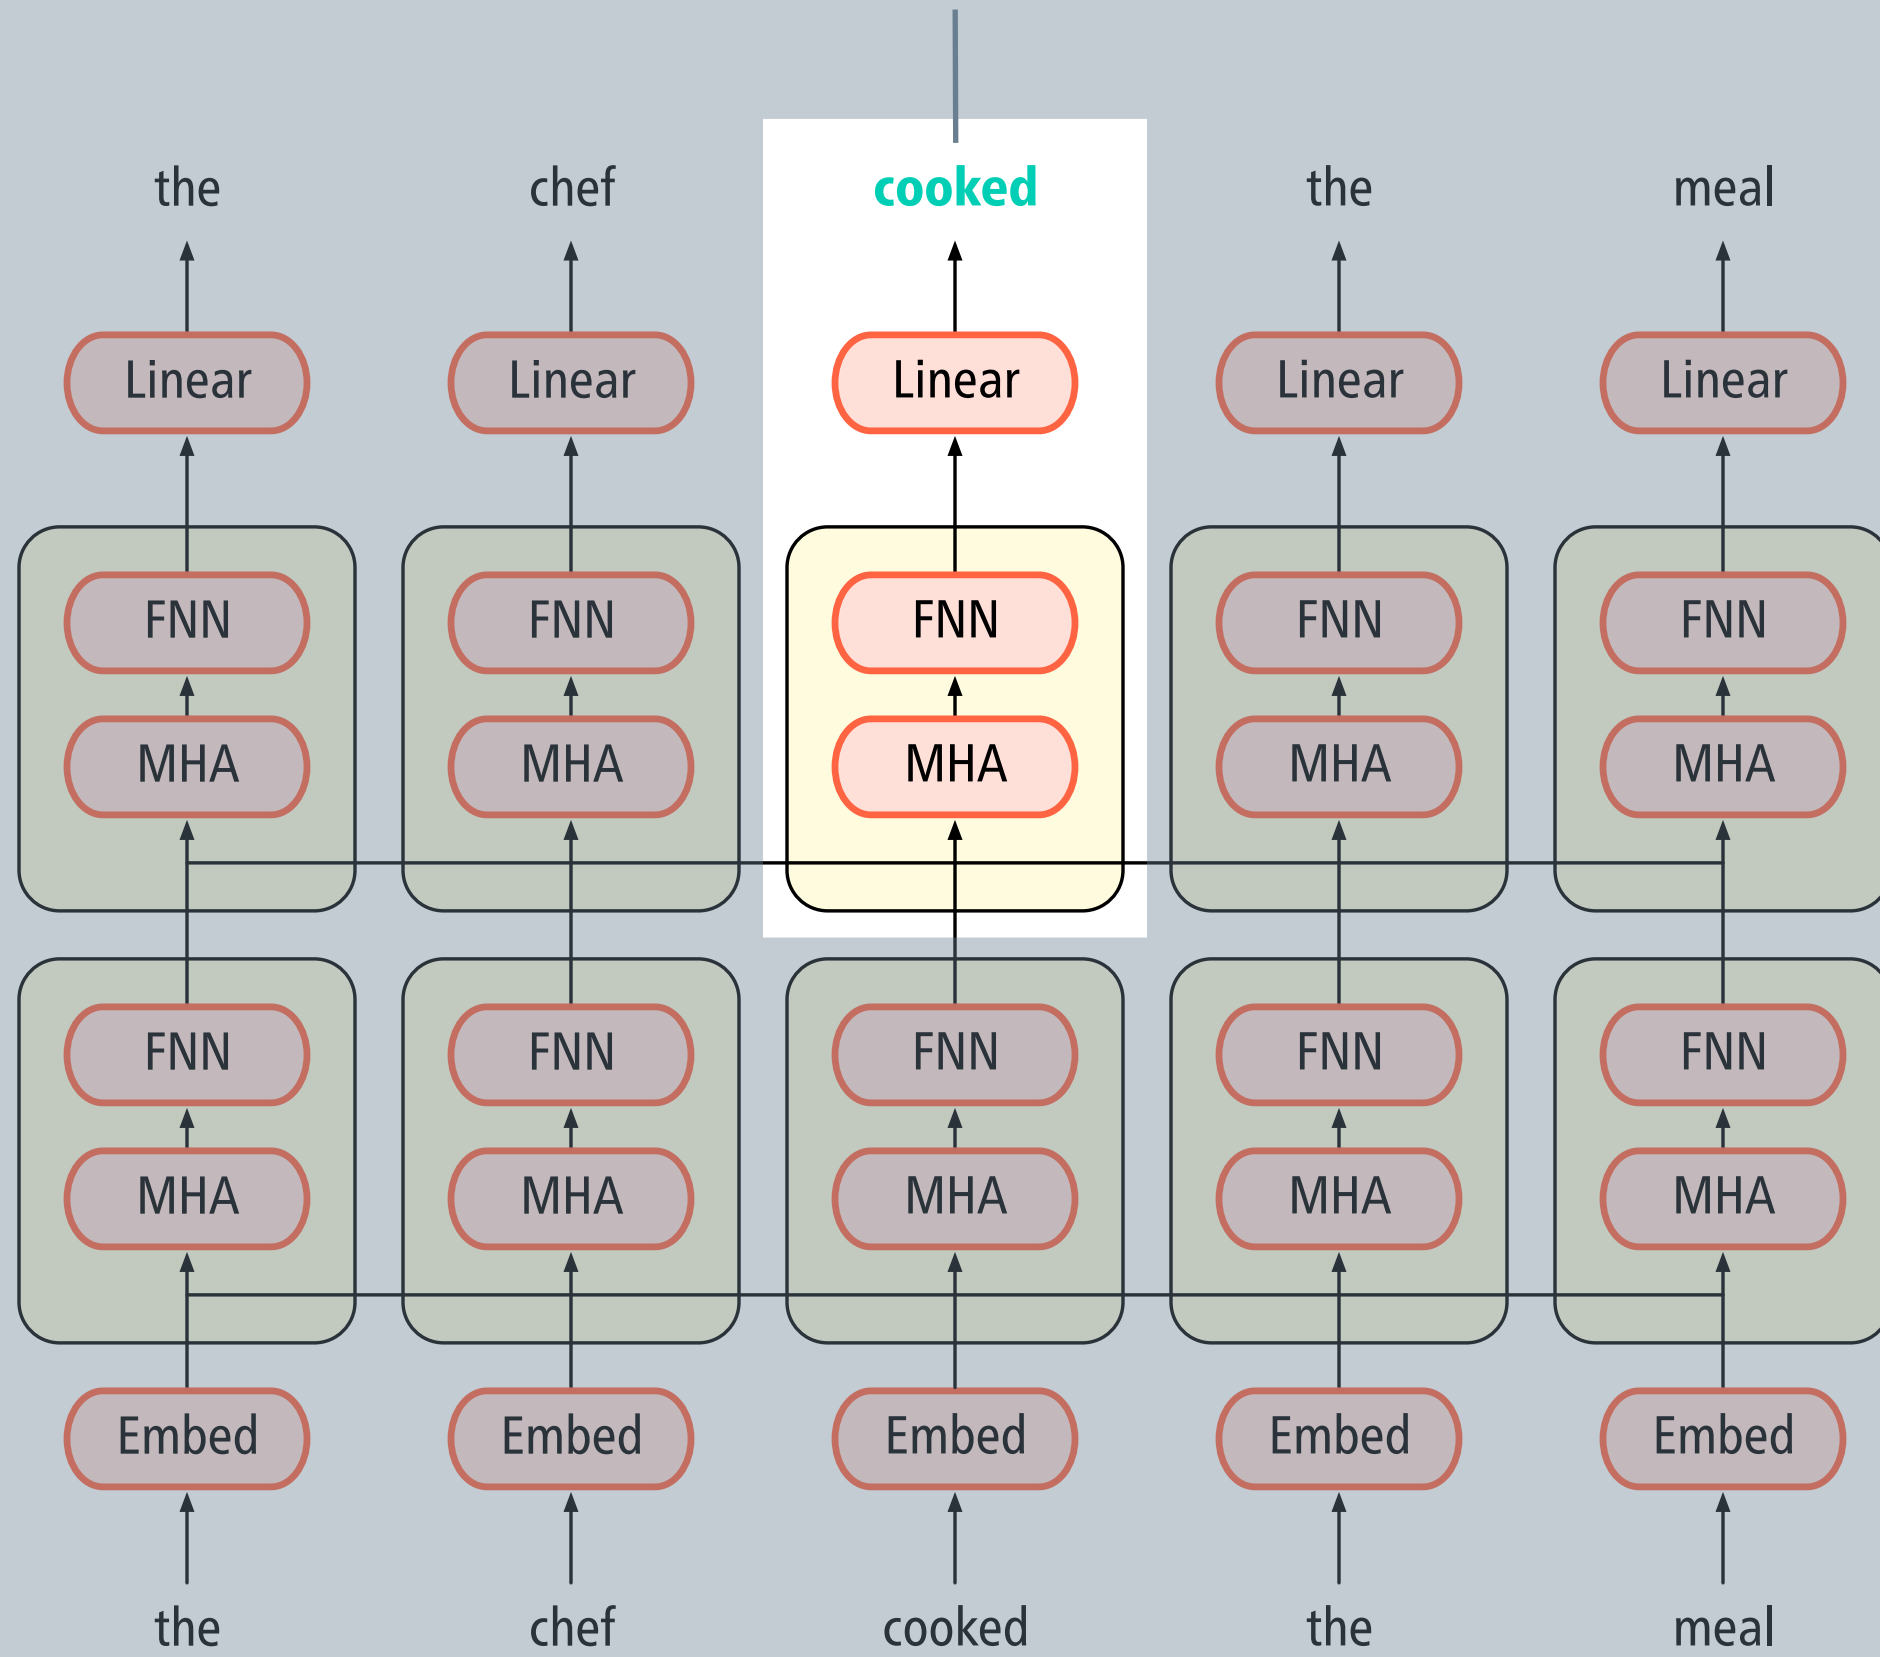 the chef cooked the meal
Linear Linear Linear Linear Linear
FNN FNN FNN FNN FNN
MHA MHA MHA MHA MHA
FNN FNN FNN FNN FNN
MHA MHA MHA MHA MHA
Embed Embed Embed Embed Embed
the chef cooked the meal